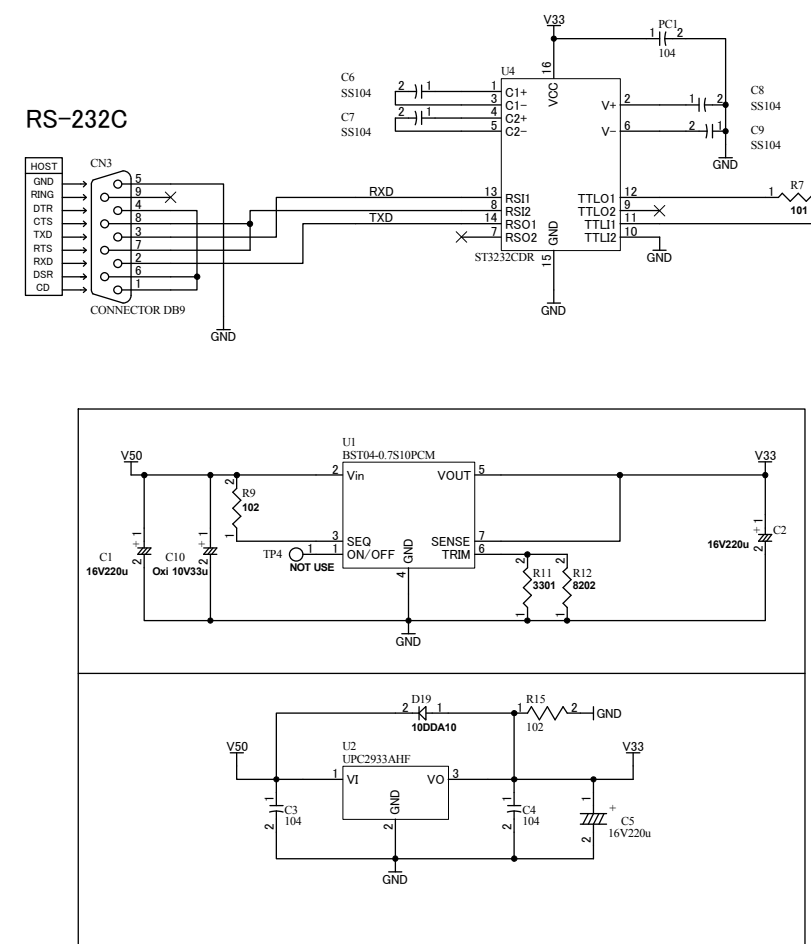 V33
PC1
1 2
104
16
C6
SS104
2 1
C7
SS104
2 1
U4
VCC
1 C1+
3 C1-
4 C2+
5 C2-
V+ 2
V- 6
1 2
C8
SS104
2 1
C9
SS104
GND
RS-232C
HOST
GND
RING
DTR
CTS
TXD
RTS
RXD
DSR
CD
CN3
5
9
4
8
3
7
2
6
1
CONNECTOR DB9
GND
RXD
TXD
13 RSI1
8 RSI2
14 RSO1
7 RSO2
TTLO1 12
TTLO2 9
TTLI1 11
TTLI2 10
GND
15
ST3232CDR
GND
GND
R7
1
101
V50
U1
BST04-0.7S10PCM
2 Vin
VOUT 5
V33
2
R9
102
1
3 SEQ
1 ON/OFF
GND
4
SENSE 7
TRIM 6
TP4
1
NOT USE
+ 1
C1
16V220u
2
+ 1
C10
Oxi 10V33u
2
2
R11
3301
1
2
R12
8202
1
+ 1
C2
16V220u
2
GND
D19
2 1
10DDA10
R15
1 2
102
GND
V50
U2
UPC2933AHF
1 VI
VO 3
GND
2
V33
1
C3
104
2
1
C4
104
2
1
+
C5
16V220u
2
GND